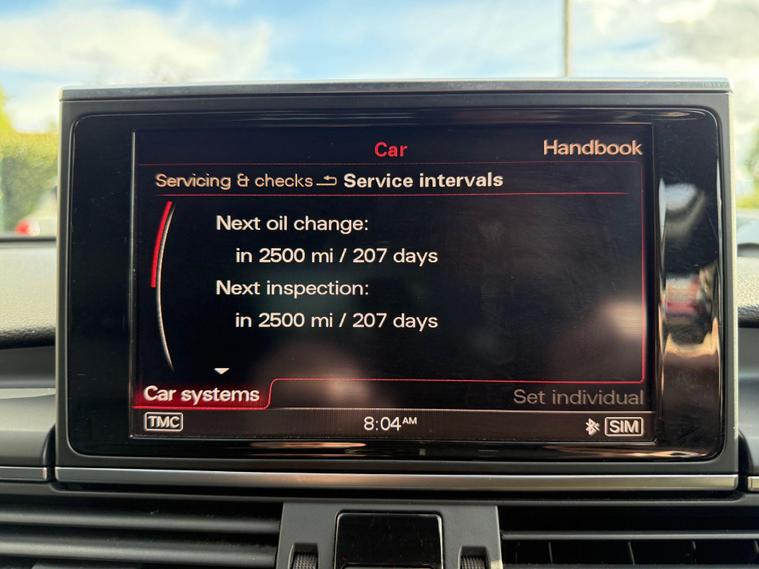 Car
Handbook
Servicing & checks Service intervals
Next oil change:
in 2500 mi / 207 days
Next inspection:
in 2500 mi / 207 days
Car systems
Set individual
TMC
8:04AM
SIM